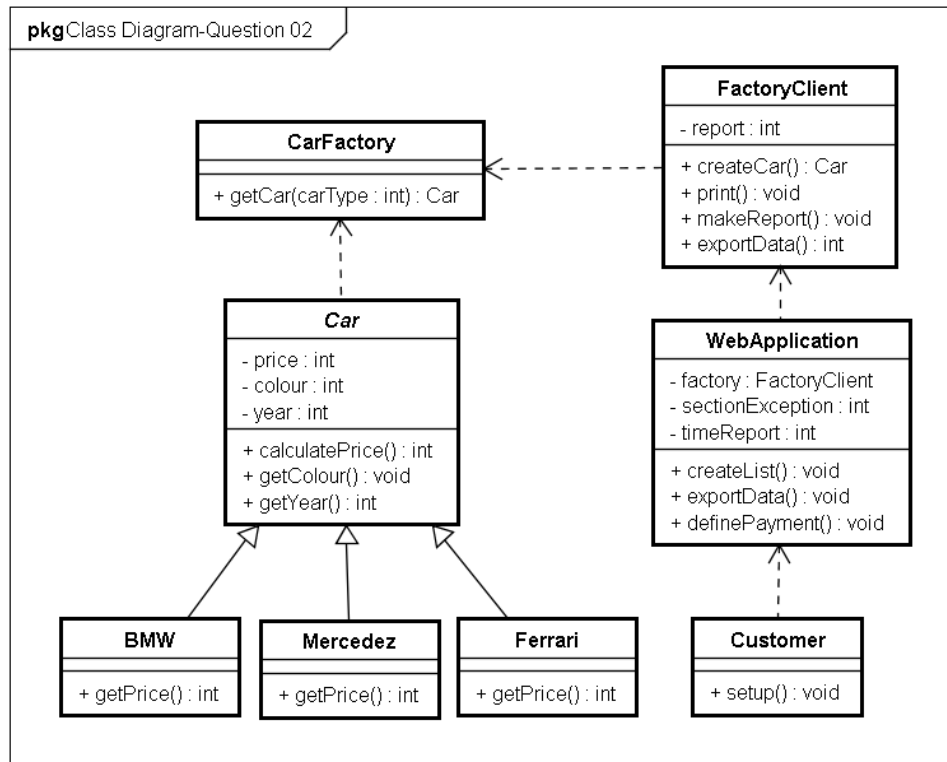 pkgClass Diagram-Question 02
FactoryClient
- report : int
+ createCar() : Car
+ print() : void
+ makeReport() : void
+ exportData() : int
CarFactory
+ getCar(carType : int) : Car
Car
- price : int
- colour : int
- year : int
+ calculatePrice() : int
+ getColour() : void
+ getYear() : int
WebApplication
- factory : FactoryClient
- sectionException : int
- timeReport : int
+ createList() : void
+ exportData() : void
+ definePayment() : void
BMW
+ getPrice() : int
Mercedez
+ getPrice() : int
Ferrari
+ getPrice() : int
Customer
+ setup() : void